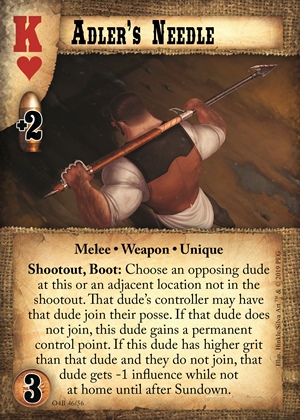 K
Adler's Needle
+2
Melee • Weapon • Unique
Shootout, Boot: Choose an opposing dude
at this or an adjacent location not in the
shootout. That dude's controller may have
that dude join their posse. If that dude does
not join, this dude gains a permanent
control point. If this dude has higher grit
than that dude and they do not join, that
dude gets -1 influence while not
at home until after Sundown.
3